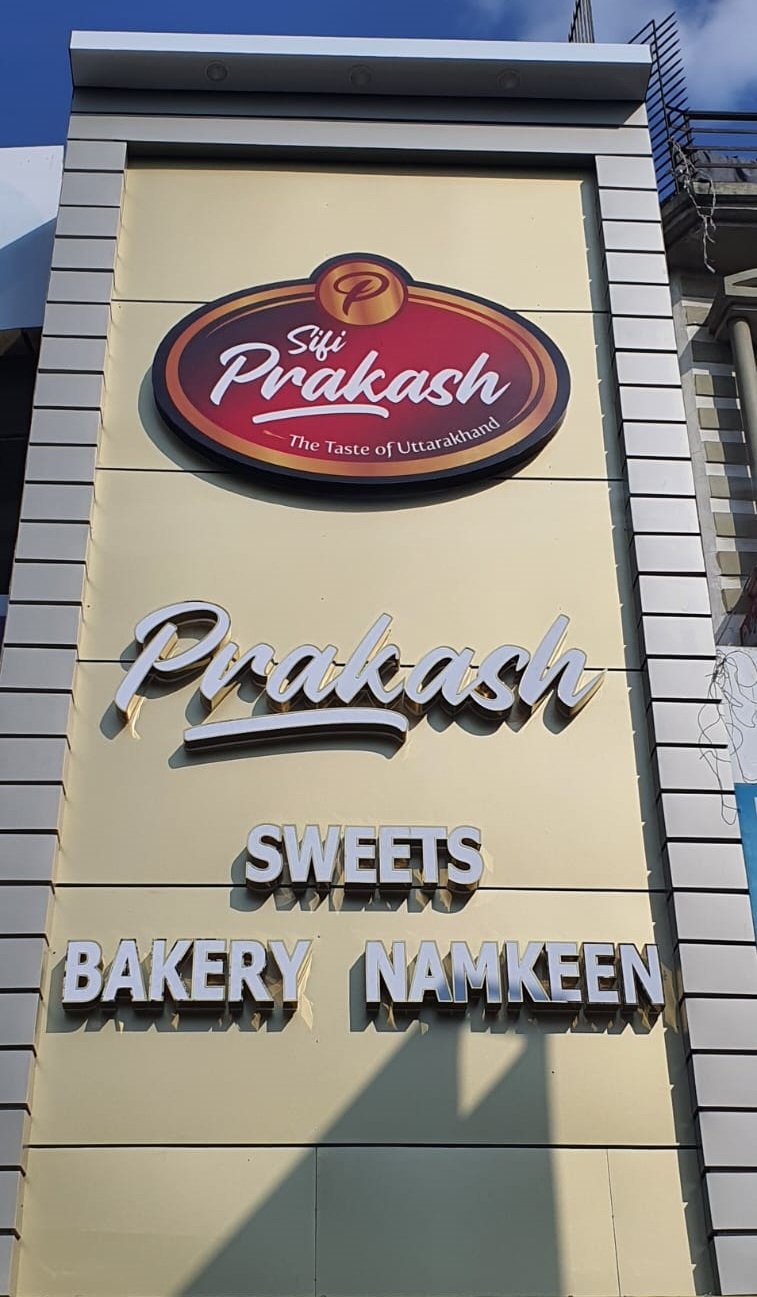 P
Sifi
Prakash
The Taste of Uttarakhand
Prakash
SWEETS
BAKERY NAMKEEN